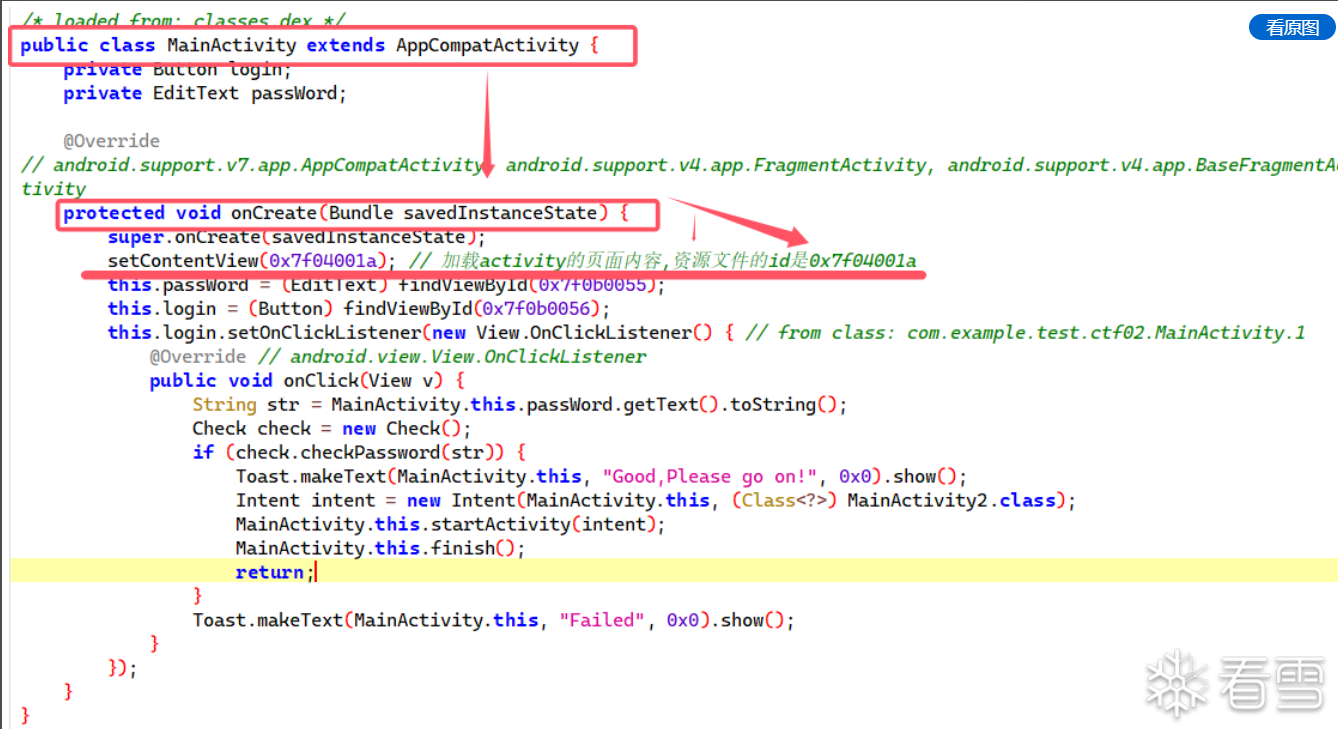 /* loaded from: classes.dex */
看原图
public class MainActivity extends AppCompatActivity {
private Button login;
private EditText passWord;
@Override
// android.support.v7.app.AppCompatActivity, android.support.v4.app.FragmentActivity, android.support.v4.app.BaseFragmentAc
tivity
protected void onCreate(Bundle savedInstanceState) {
super.onCreate(savedInstanceState);
setContentView(0x7f04001a); // 加载activity的页面内容,资源文件的id是0x7f04001a
this.passWord = (EditText) findViewById(0x7f0b0055);
this.login = (Button) findViewById(0x7f0b0056);
this.login.setOnClickListener(new View.OnClickListener() { // from class: com.example.test.ctf02.MainActivity.1
@Override // android.view.View.OnClickListener
public void onClick(View v) {
String str = MainActivity.this.passWord.getText().toString();
Check check = new Check();
if (check.checkPassword(str)) {
Toast.makeText(MainActivity.this, "Good,Please go on!", 0x0).show();
Intent intent = new Intent(MainActivity.this, (Class<?>) MainActivity2.class);
MainActivity.this.startActivity(intent);
MainActivity.this.finish();
return;
}
Toast.makeText(MainActivity.this, "Failed", 0x0).show();
}
});
}
}
看雪